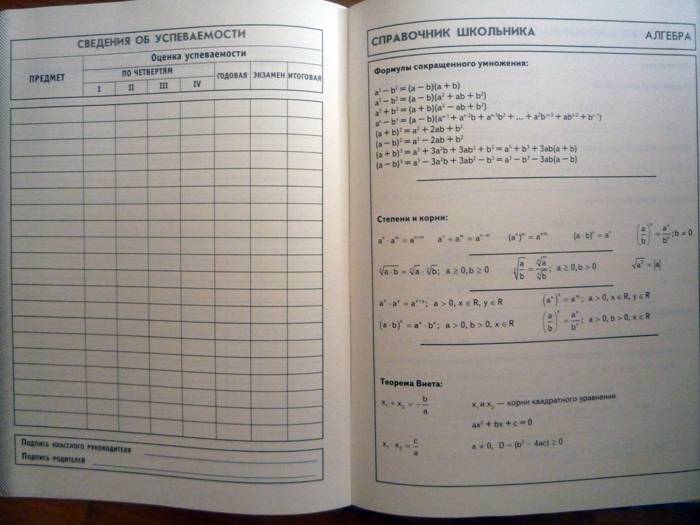 СВЕДЕНИЯ ОБ УСПЕВАЕМОСТИ
ПРЕДМЕТ
Оценка успеваемости
ПО ЧЕТВЕРТЯМ
I II III IV
ГОДОВАЯ ЭКЗАМЕН ИТОГОВАЯ
Подпись классного руководителя
Подпись родителей
СПРАВОЧНИК ШКОЛЬНИКА АЛГЕБРА
Формулы сокращенного умножения:
a² − b² = (a − b)(a + b)
a³ − b³ = (a − b)(a² + ab + b²)
a³ + b³ = (a + b)(a² − ab + b²)
(a + b)² = a² + 2ab + b²
(a − b)² = a² − 2ab + b²
(a + b)³ = a³ + 3a²b + 3ab² + b³ = a³ + b³ + 3ab(a + b)
(a − b)³ = a³ − 3a²b + 3ab² − b³ = a³ − b³ − 3ab(a − b)
Степени и корни:
a ≥ 0, b ≥ 0 a ≥ 0, b > 0 √a² = |a|
a > 0, x ∈ R, y ∈ R a > 0, x ∈ R, y ∈ R
a > 0, b > 0, x ∈ R a > 0, b > 0, x ∈ R
Теорема Виета:
x₁ + x₂ = − b/a x₁ и x₂ — корни квадратного уравнения
ax² + bx + c = 0
x₁ · x₂ = c/a a ≠ 0, D = (b² − 4ac) ≥ 0